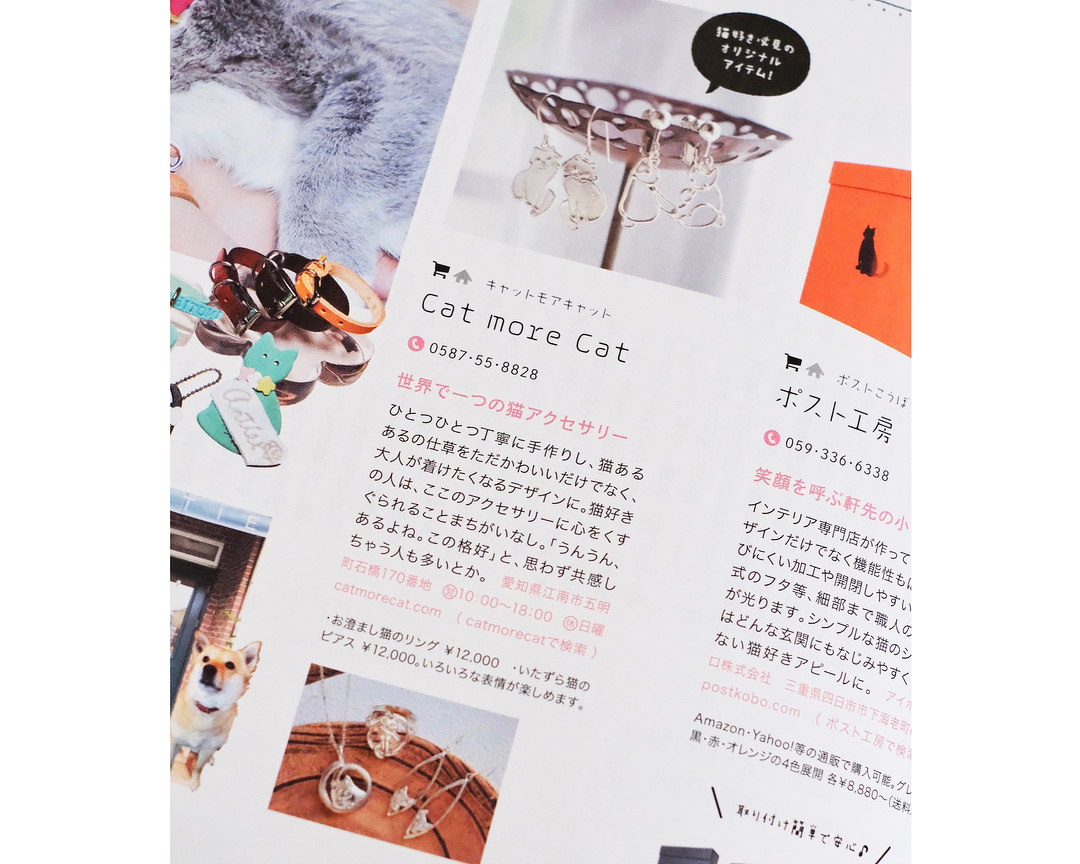 猫好き必見の
オリジナル
アイテム!
キャットモアキャット
Cat more Cat
0587·55·8828
世界で一つの猫アクセサリー
ひとつひとつ丁寧に手作りし、猫ある
あるの仕草をただかわいいだけでなく、
大人が着けたくなるデザインに。猫好き
の人は、ここのアクセサリーに心をくす
ぐられることまちがいなし。「うんうん、
あるよね。この格好」と、思わず共感し
ちゃう人も多いとか。 愛知県江南市五明
町石橋170番地 営10:00〜18:00 休日曜
catmorecat.com ( catmorecatで検索 )
·お澄まし猫のリング ¥12,000 ·いたずら猫の
ピアス ¥12,000。いろいろな表情が楽しめます。
ポストこうぼ
ポスト工房
059·336·6338
笑顔を呼ぶ軒先の小
インテリア専門店が作って
ザインだけでなく機能性も
びにくい加工や開閉しやすい
式のフタ等、細部まで職人の
が光ります。シンプルな猫のシ
はどんな玄関にもなじみやすく
ない猫好きアピールに。 アイ
口株式会社 三重県四日市市下海老町
postkobo.com ( ポスト工房で検索
Amazon·Yahoo!等の通販で購入可能。グレ
黒·赤·オレンジの4色展開 各¥8,880〜(送料
取り付け簡単で安心♪
TIE